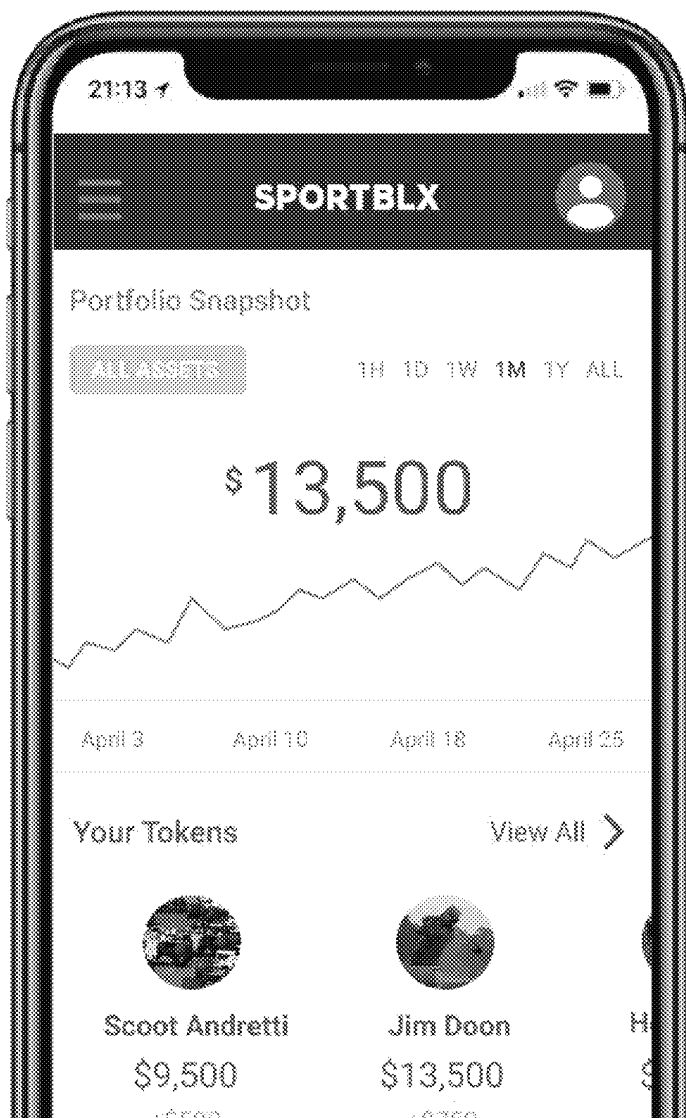 21:13
SPORTBLX
Portfolio Snapshot
ALL ASSETS 1H 1D 1W 1M 1Y ALL
$13,500
April 3 April 10 April 18 April 25
Your Tokens View All
Scoot Andretti Jim Doon
$9,500 $13,500